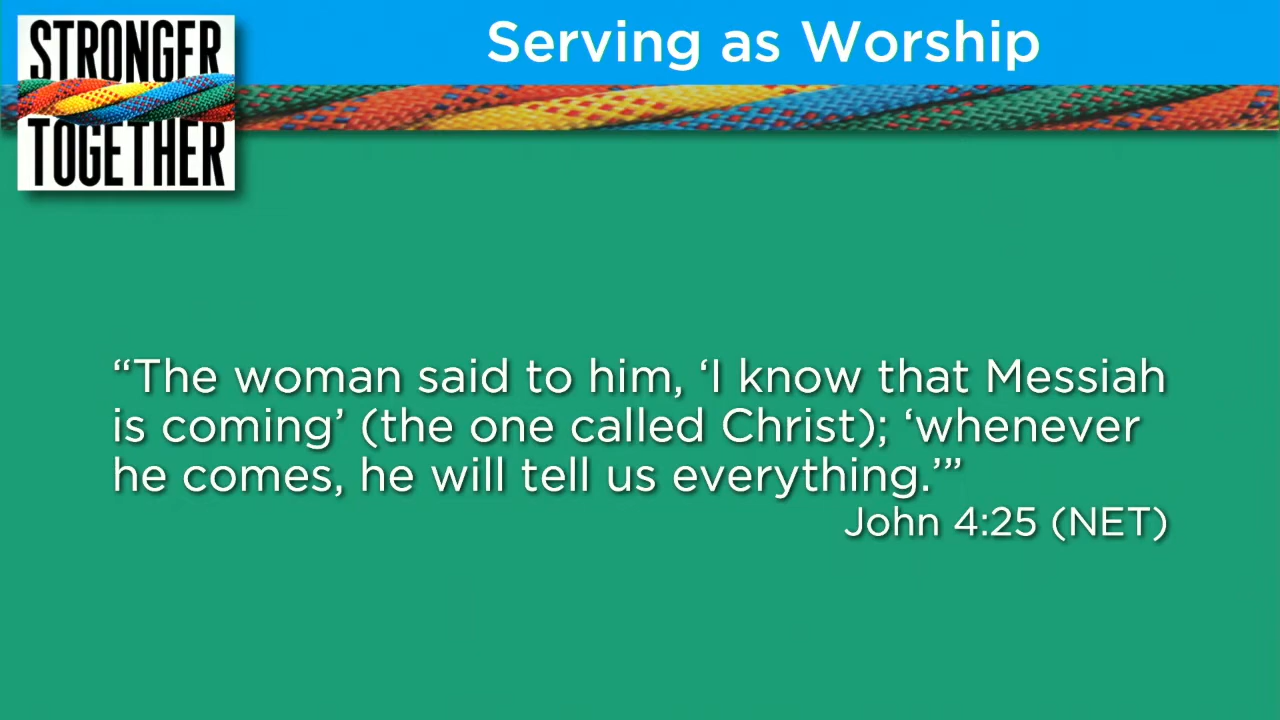 STRONGER
TOGETHER
Serving as Worship
“The woman said to him, ‘I know that Messiah
is coming’ (the one called Christ); ‘whenever
he comes, he will tell us everything.’”
John 4:25 (NET)